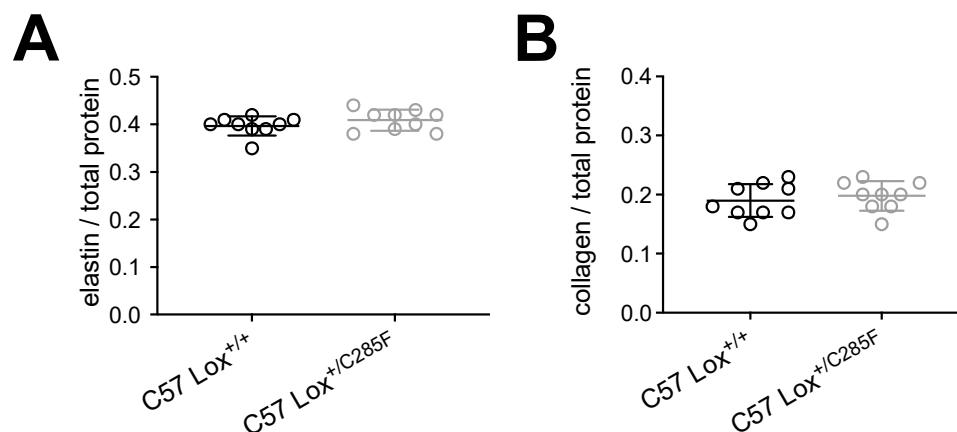 A
B
elastin / total protein
0.5
0.4
0.3
0.2
0.1
0.0
C57 Lox+/+
C57 Lox+/C285F
collagen / total protein
0.4
0.3
0.2
0.1
0.0
C57 Lox+/+
C57 Lox+/C285F